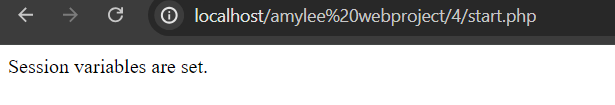 localhost/amylee%20webproject/4/start.php
Session variables are set.